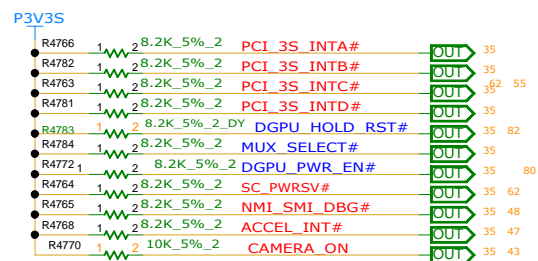 P3V3S
R4766 1 2 8.2K_5%_2 PCI_3S_INTA# OUT 35
R4782 1 2 8.2K_5%_2 PCI_3S_INTB# OUT 35
R4763 1 2 8.2K_5%_2 PCI_3S_INTC# OUT 35 62 55
R4781 1 2 8.2K_5%_2 PCI_3S_INTD# OUT 35
R4783 1 2 8.2K_5%_2_DY DGPU_HOLD_RST# OUT 35 82
R4784 1 2 8.2K_5%_2 MUX_SELECT# OUT 35
R4772 1 2 8.2K_5%_2 DGPU_PWR_EN# OUT 35 80
R4764 1 2 8.2K_5%_2 SC_PWRSV# OUT 35 62
R4765 1 2 8.2K_5%_2 NMI_SMI_DBG# OUT 35 48
R4768 1 2 8.2K_5%_2 ACCEL_INT# OUT 35 47
R4770 1 2 10K_5%_2 CAMERA_ON OUT 35 43